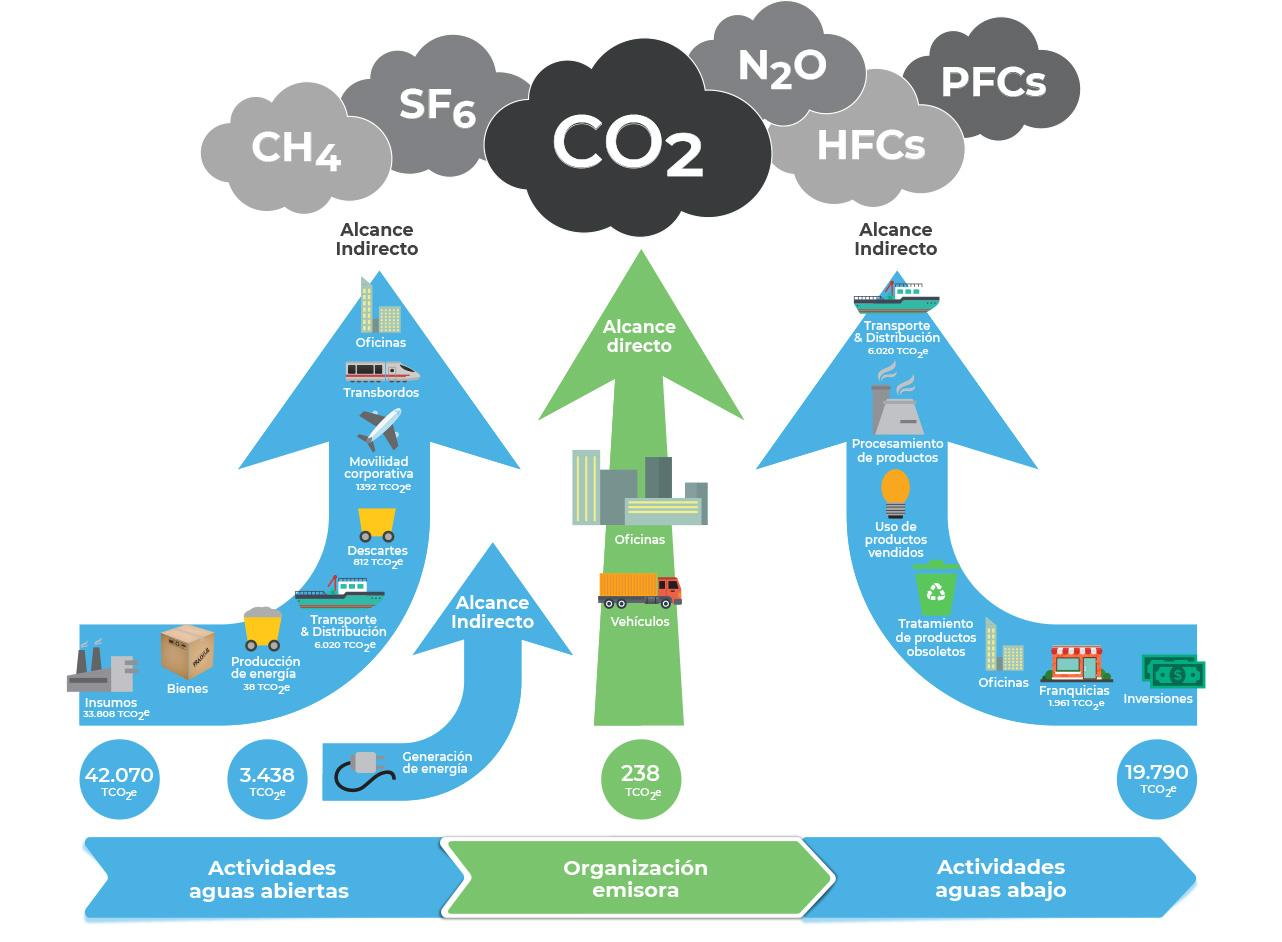 CH4
SF6
CO2
N2O
HFCs
PFCs
Alcance
Indirecto
Oficinas
Transbordos
Movilidad
corporativa
1392 TCO2e
Descartes
812 TCO2e
Transporte
& Distribución
6.020 TCO2e
Producción
de energía
38 TCO2e
FRAGILE
Bienes
Insumos
33.808 TCO2e
Alcance
Indirecto
Generación
de energía
Alcance
directo
Oficinas
Vehículos
Alcance
Indirecto
Transporte
& Distribución
6.020 TCO2e
Procesamiento
de productos
Uso de
productos
vendidos
Tratamiento
de productos
obsoletos
Oficinas
Franquicias
1.961 TCO2e
$
Inversiones
42.070
TCO2e
3.438
TCO2e
238
TCO2e
19.790
TCO2e
Actividades
aguas abiertas
Organización
emisora
Actividades
aguas abajo